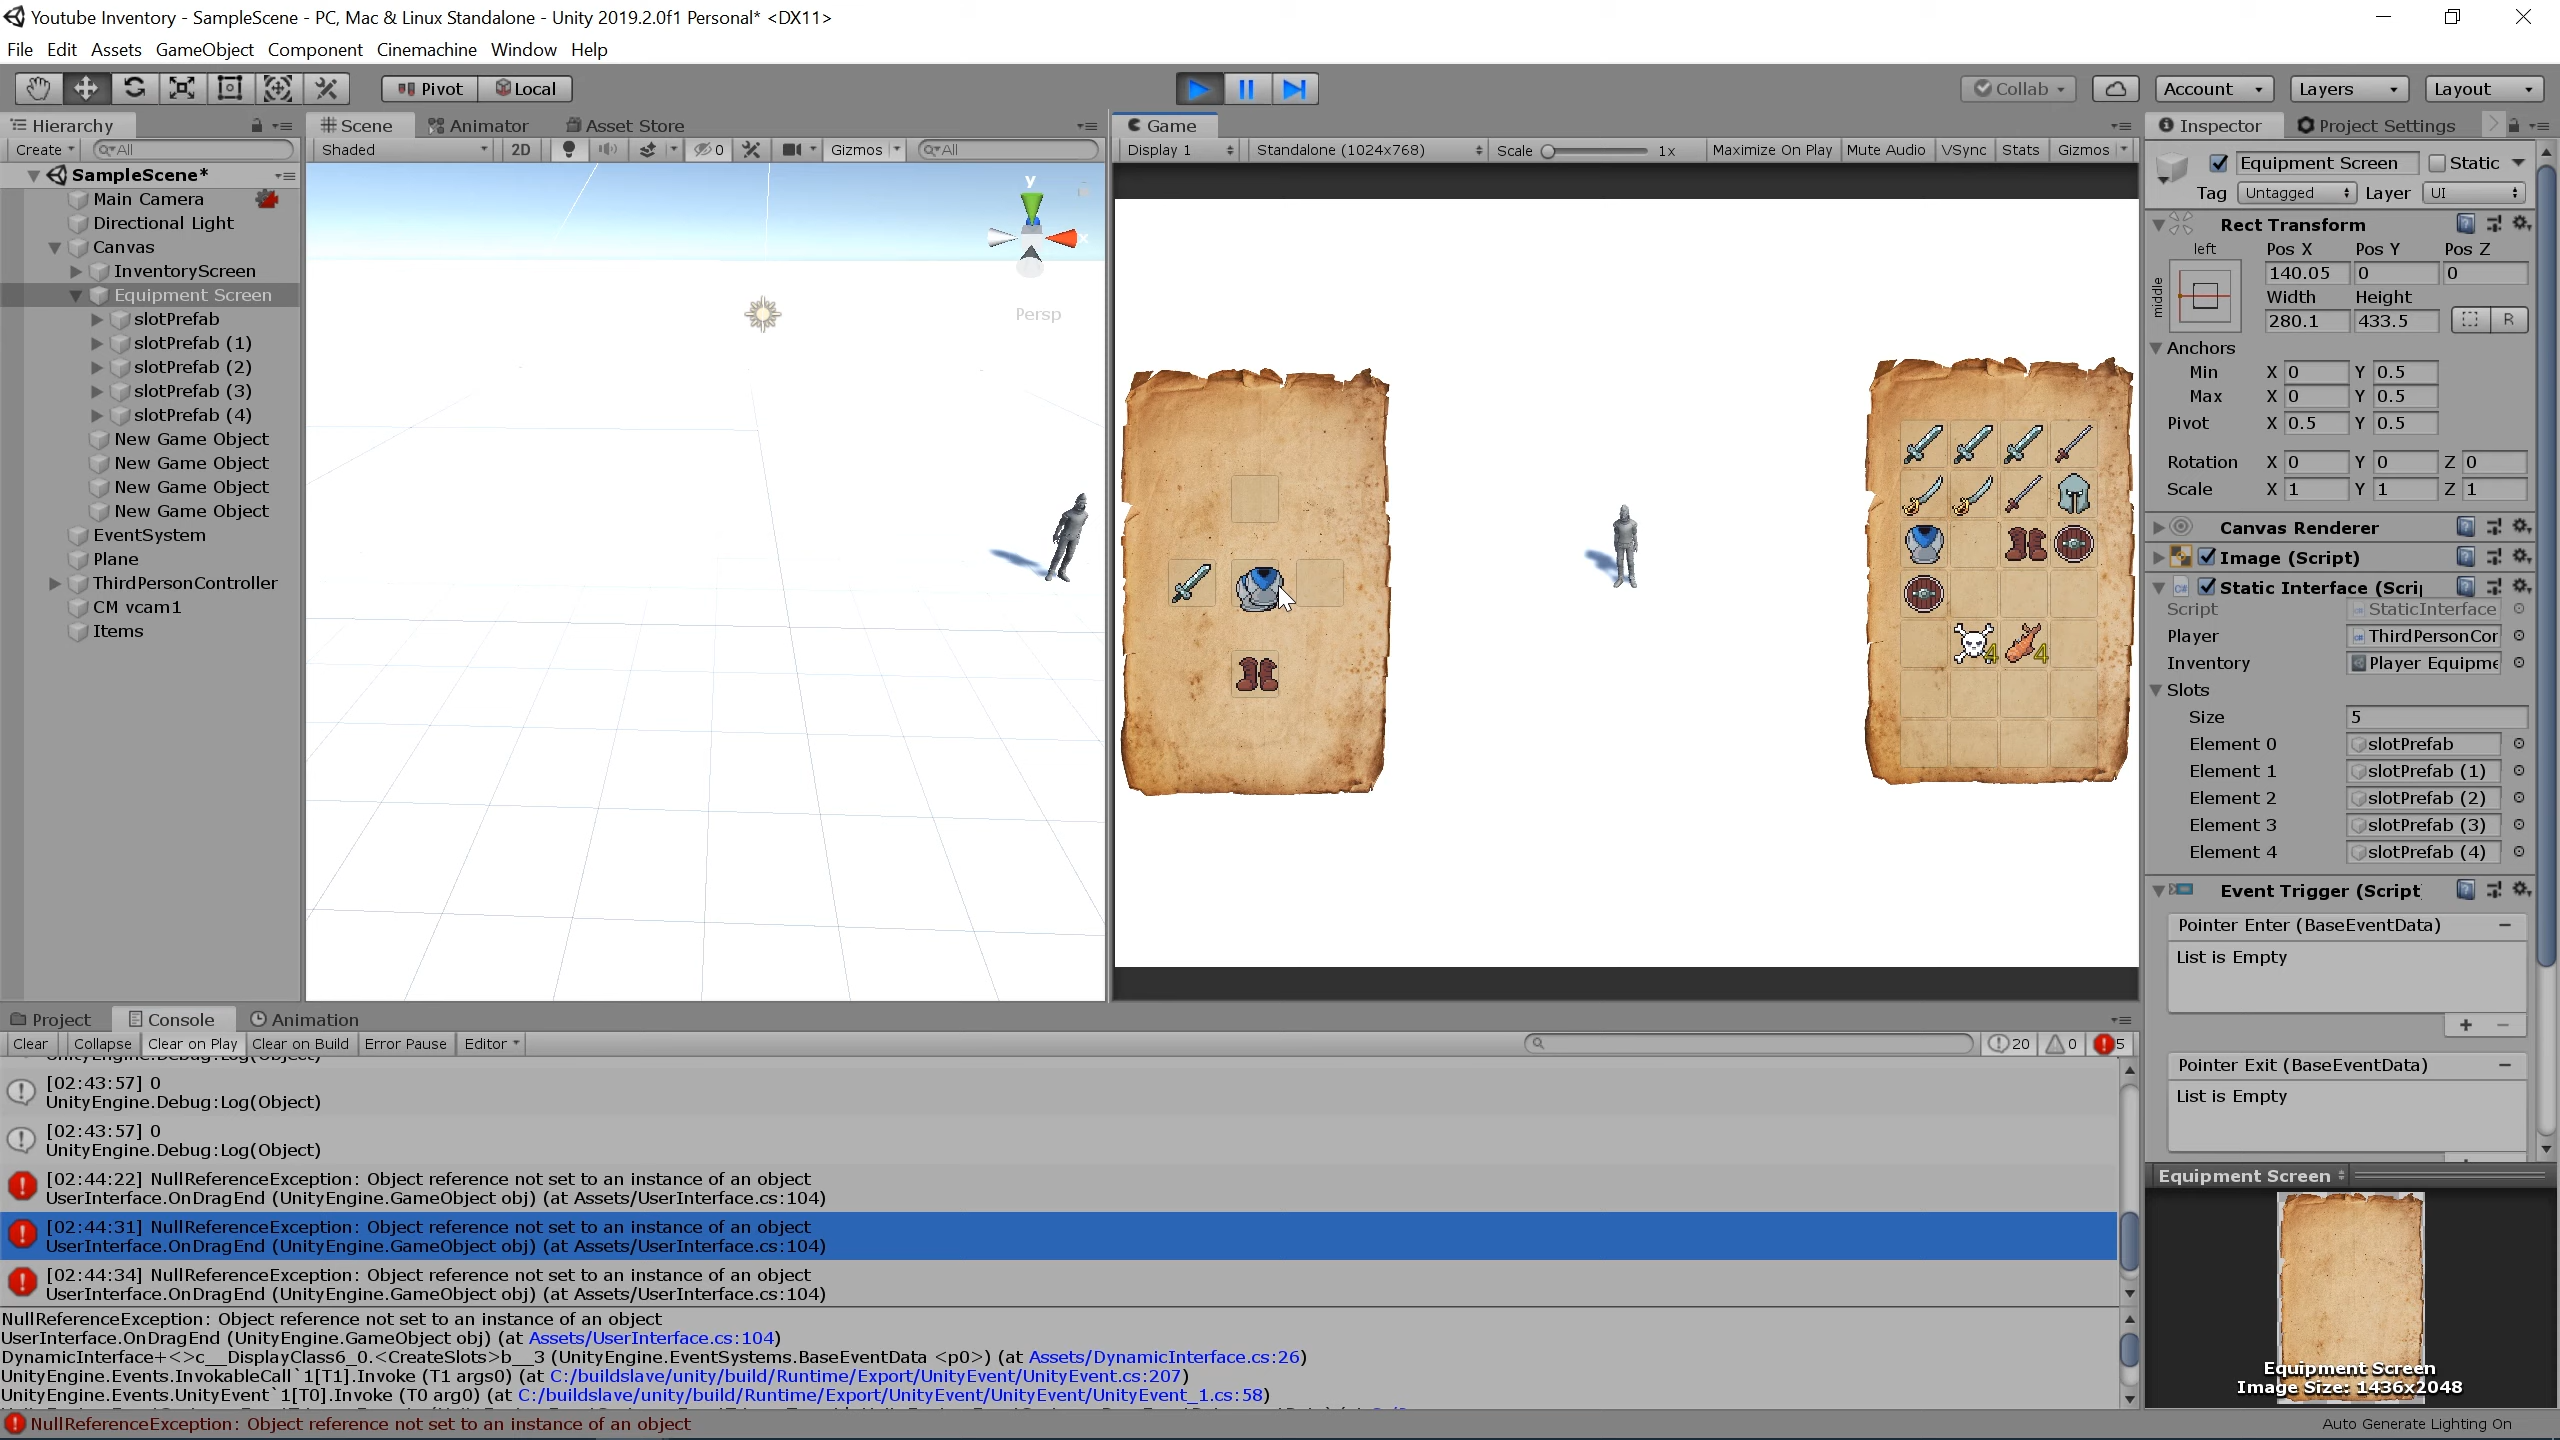 Youtube Inventory - SampleScene - PC, Mac & Linux Standalone - Unity 2019.2.0f1 Personal* <DX11>
File Edit Assets GameObject Component Cinemachine Window Help
Pivot Local Collab Account Layers Layout
Hierarchy
Create All
SampleScene*
Main Camera
Directional Light
Canvas
InventoryScreen
Equipment Screen
slotPrefab
slotPrefab (1)
slotPrefab (2)
slotPrefab (3)
slotPrefab (4)
New Game Object
New Game Object
New Game Object
New Game Object
EventSystem
Plane
ThirdPersonController
CM vcam1
Items
Scene Animator Asset Store
Shaded 2D 0 Gizmos All
y
x
Persp
Game
Display 1 Standalone (1024x768) Scale 1x Maximize On Play Mute Audio VSync Stats Gizmos
4 4
Inspector Project Settings
Equipment Screen Static
Tag Untagged Layer UI
Rect Transform
left Pos X Pos Y Pos Z
140.05 0 0
middle Width Height
280.1 433.5 R
Anchors
Min X 0 Y 0.5
Max X 0 Y 0.5
Pivot X 0.5 Y 0.5
Rotation X 0 Y 0 Z 0
Scale X 1 Y 1 Z 1
Canvas Renderer
Image (Script)
Static Interface (Scrip
Script StaticInterface
Player ThirdPersonCor
Inventory Player Equipme
Slots
Size 5
Element 0 slotPrefab
Element 1 slotPrefab (1)
Element 2 slotPrefab (2)
Element 3 slotPrefab (3)
Element 4 slotPrefab (4)
Event Trigger (Script
Pointer Enter (BaseEventData)
List is Empty
Pointer Exit (BaseEventData)
List is Empty
Equipment Screen
Equipment Screen
Image Size: 1436x2048
Project Console Animation
Clear Collapse Clear on Play Clear on Build Error Pause Editor 20 0 5
UnityEngine.Debug:Log(Object)
[02:43:57] 0
UnityEngine.Debug:Log(Object)
[02:43:57] 0
UnityEngine.Debug:Log(Object)
[02:44:22] NullReferenceException: Object reference not set to an instance of an object
UserInterface.OnDragEnd (UnityEngine.GameObject obj) (at Assets/UserInterface.cs:104)
[02:44:31] NullReferenceException: Object reference not set to an instance of an object
UserInterface.OnDragEnd (UnityEngine.GameObject obj) (at Assets/UserInterface.cs:104)
[02:44:34] NullReferenceException: Object reference not set to an instance of an object
UserInterface.OnDragEnd (UnityEngine.GameObject obj) (at Assets/UserInterface.cs:104)
NullReferenceException: Object reference not set to an instance of an object
UserInterface.OnDragEnd (UnityEngine.GameObject obj) (at Assets/UserInterface.cs:104)
DynamicInterface+<>c__DisplayClass6_0.<CreateSlots>b__3 (UnityEngine.EventSystems.BaseEventData <p0>) (at Assets/DynamicInterface.cs:26)
UnityEngine.Events.InvokableCall`1[T1].Invoke (T1 args0) (at C:/buildslave/unity/build/Runtime/Export/UnityEvent/UnityEvent.cs:207)
UnityEngine.Events.UnityEvent`1[T0].Invoke (T0 arg0) (at C:/buildslave/unity/build/Runtime/Export/UnityEvent/UnityEvent/UnityEvent_1.cs:58)
NullReferenceException: Object reference not set to an instance of an object
Auto Generate Lighting On